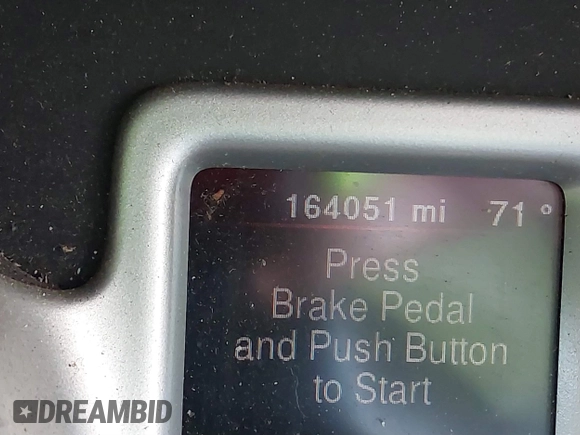 164051 mi 71°
Press
Brake Pedal
and Push Button
to Start
DREAMBID